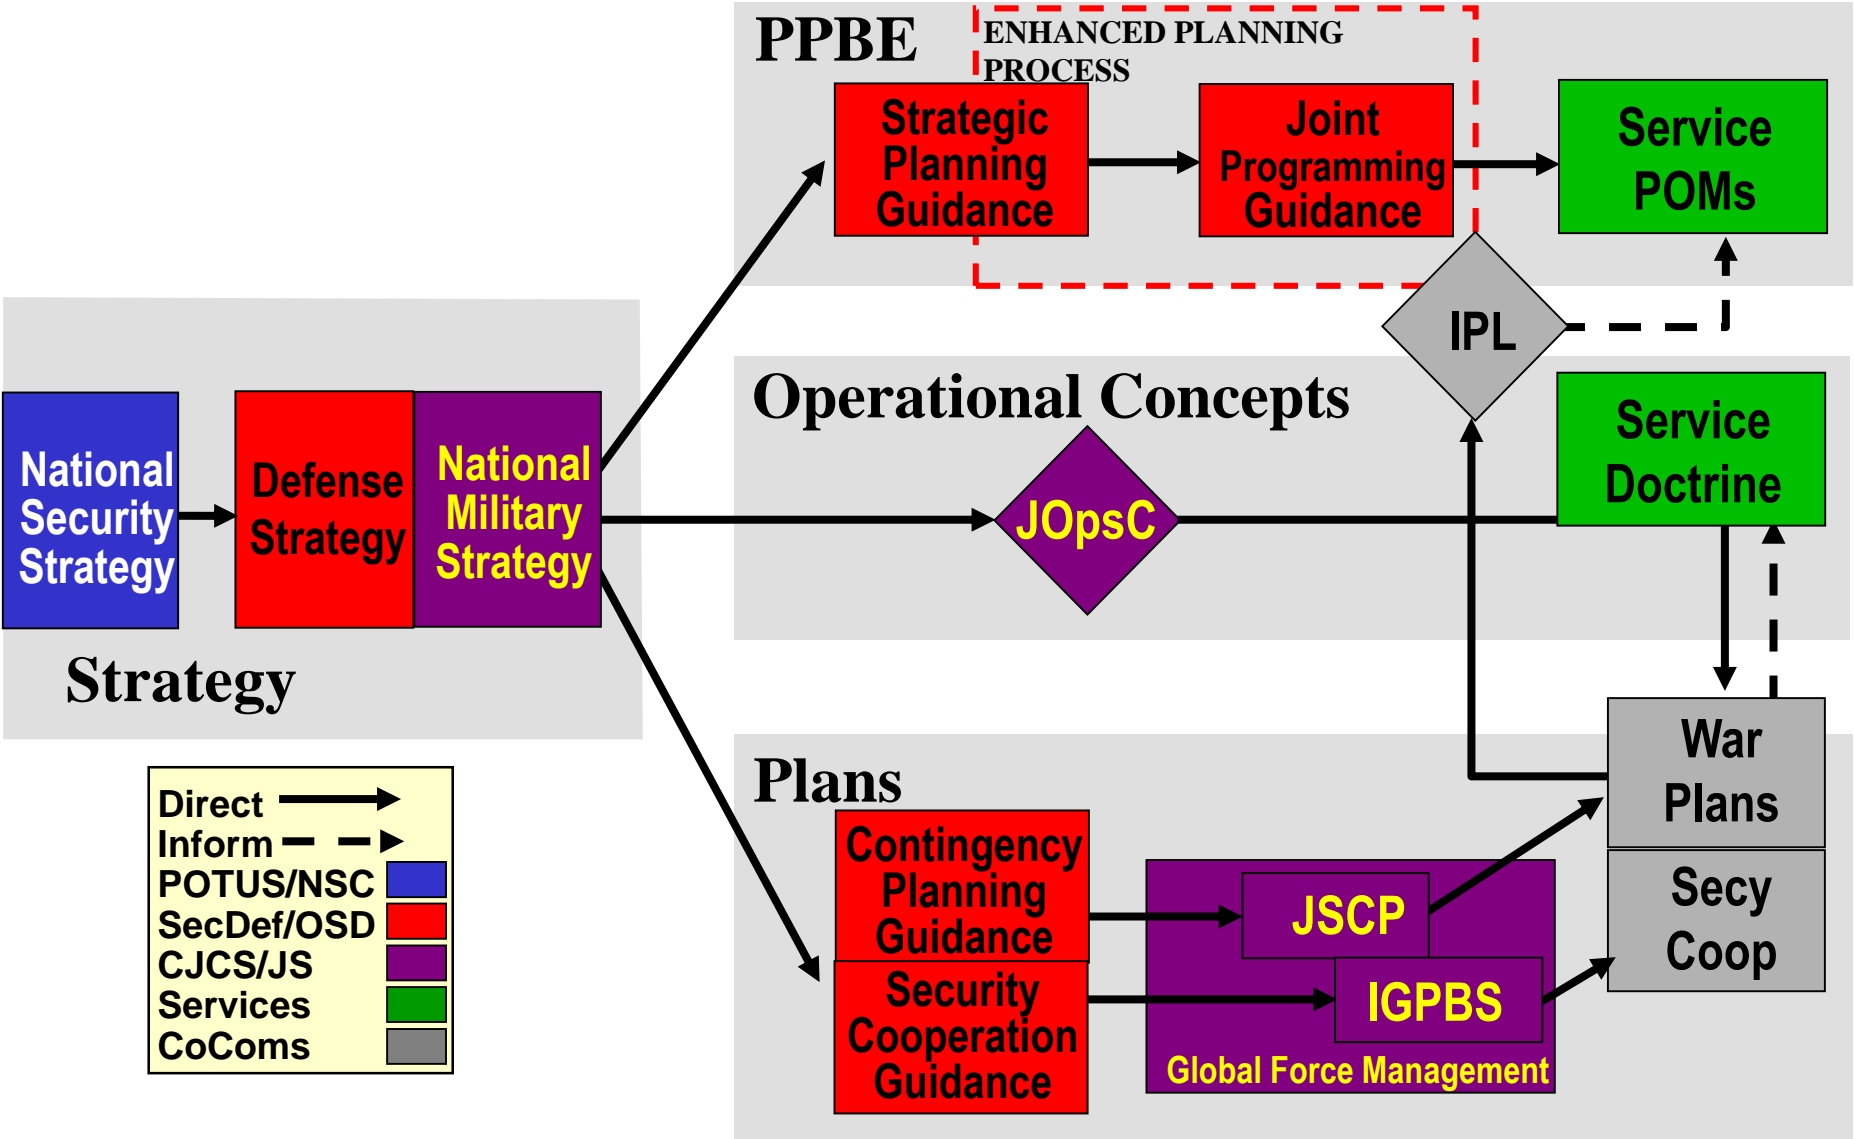 PPBE
ENHANCED PLANNING
PROCESS
Strategic
Planning
Guidance
Joint
Programming
Guidance
Service
POMs
IPL
Operational Concepts
Service
Doctrine
JOpsC
National
Security
Strategy
Defense
Strategy
National
Military
Strategy
Strategy
Plans
Contingency
Planning
Guidance
Security
Cooperation
Guidance
JSCP
IGPBS
Global Force Management
War
Plans
Secy
Coop
Direct
Inform
POTUS/NSC
SecDef/OSD
CJCS/JS
Services
CoComs